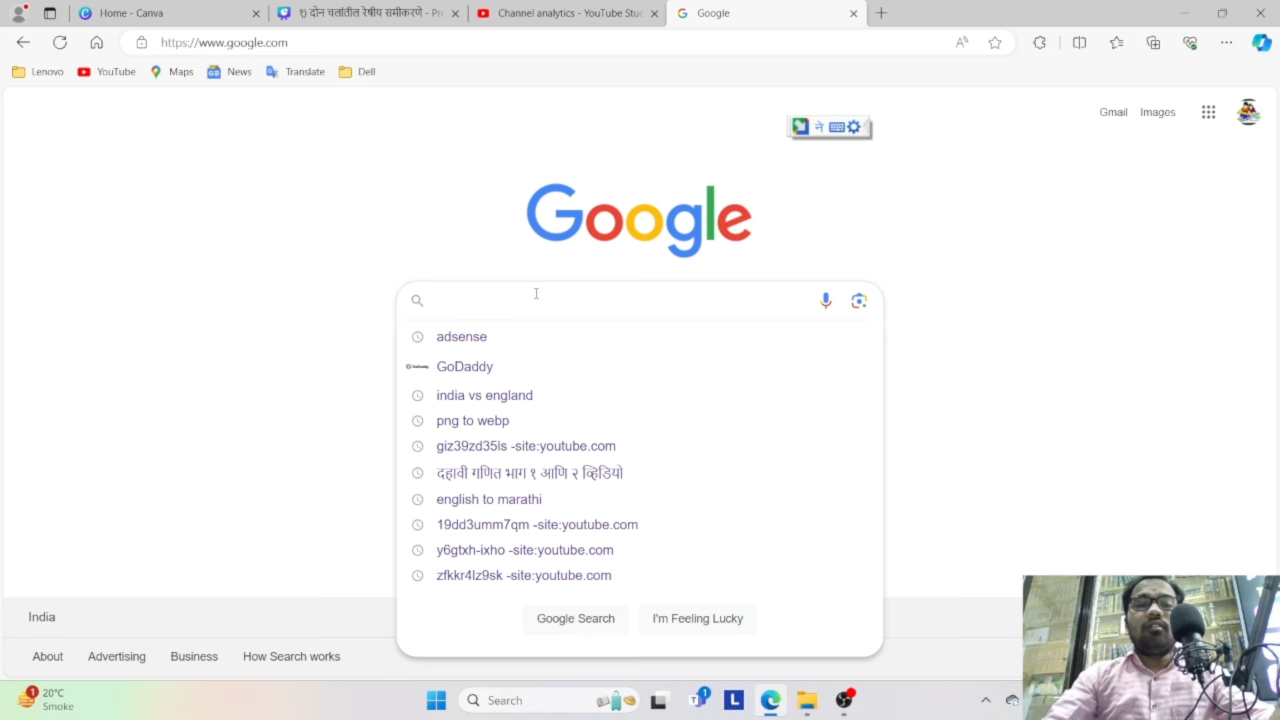 Home - Canva
१) दोन चलांतील रेषीय समीकरणे - Pre
Channel analytics - YouTube Stu
Google
https://www.google.com
Lenovo
YouTube
Maps
News
Translate
Dell
Gmail
Images
ने
Google
adsense
GoDaddy
india vs england
png to webp
giz39zd35ls -site:youtube.com
दहावी गणित भाग १ आणि २ व्हिडियो
english to marathi
19dd3umm7qm -site:youtube.com
y6gtxh-ixho -site:youtube.com
zfkkr4lz9sk -site:youtube.com
Google Search
I'm Feeling Lucky
India
About
Advertising
Business
How Search works
1
20°C
Smoke
Search
1
L